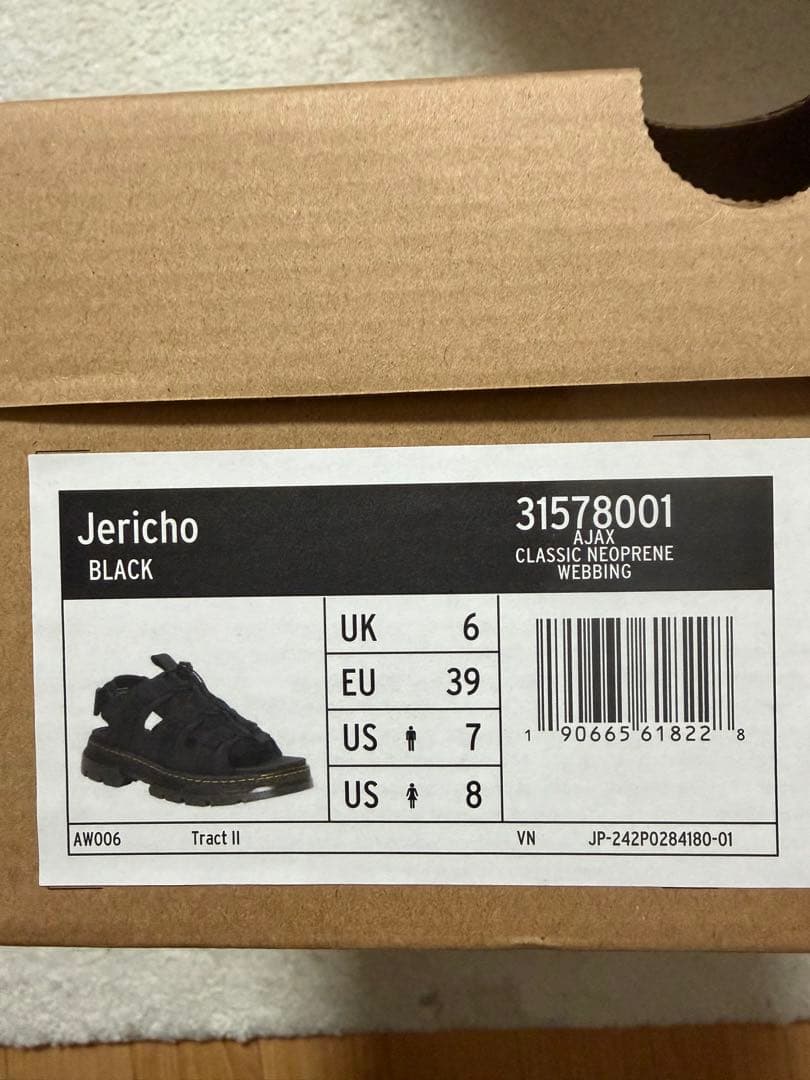 Jericho
BLACK
31578001
AJAX
CLASSIC NEOPRENE
WEBBING
UK 6
EU 39
US 7
US 8
1 90665 61822 8
AW006 Tract II VN JP-242P0284180-01